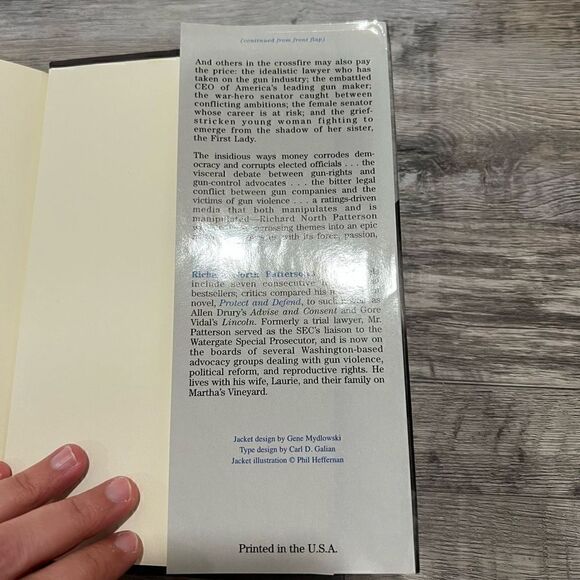 (continued from front flap)
And others in the crossfire may also pay
the price: the idealistic lawyer who has
taken on the gun industry; the embattled
CEO of America's leading gun maker;
the war-hero senator caught between
conflicting ambitions; the female senator
whose career is at risk; and the grief-
stricken young woman fighting to
emerge from the shadow of her sister,
the First Lady.
The insidious ways money corrodes dem-
ocracy and corrupts elected officials . . . the
visceral debate between gun-rights and
gun-control advocates . . . the bitter legal
conflict between gun companies and the
victims of gun violence . . . a ratings-driven
media that both manipulates and is
manipulated—Richard North Patterson
engrossing themes into an epic
with its force, passion,
Richard North Patterson's
include seven consecutive
bestsellers; critics compared his
novel, Protect and Defend, to such as
Allen Drury's Advise and Consent and Gore
Vidal's Lincoln. Formerly a trial lawyer, Mr.
Patterson served as the SEC's liaison to the
Watergate Special Prosecutor, and is now on
the boards of several Washington-based
advocacy groups dealing with gun violence,
political reform, and reproductive rights. He
lives with his wife, Laurie, and their family on
Martha's Vineyard.
Jacket design by Gene Mydlowski
Type design by Carl D. Galian
Jacket illustration © Phil Heffernan
Printed in the U.S.A.